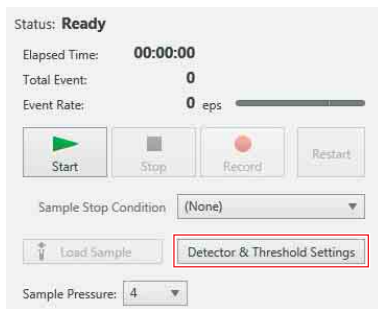 Status: Ready
Elapsed Time: 00:00:00
Total Event: 0
Event Rate: 0 eps
Start Stop Record Restart
Sample Stop Condition (None)
Load Sample Detector & Threshold Settings
Sample Pressure: 4